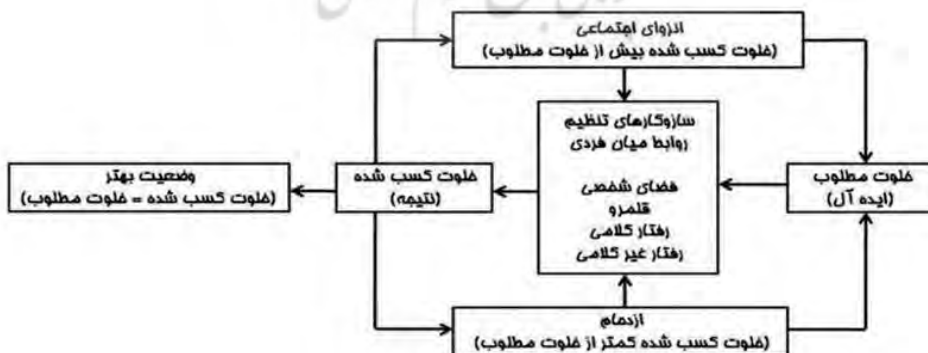 انزوای اجتماعی
(خلوت کسب شده بیش از خلوت مطلوب)
خلوت مطلوب
(ایده آل)
سازوکارهای تنظیم
روابط میان فردی
فضای شخصی
قلمرو
رفتار کلامی
رفتار غیر کلامی
خلوت کسب شده
(نتیجه)
وضعیت بهتر
(خلوت کسب شده = خلوت مطلوب)
ازدحام
(خلوت کسب شده کمتر از خلوت مطلوب)